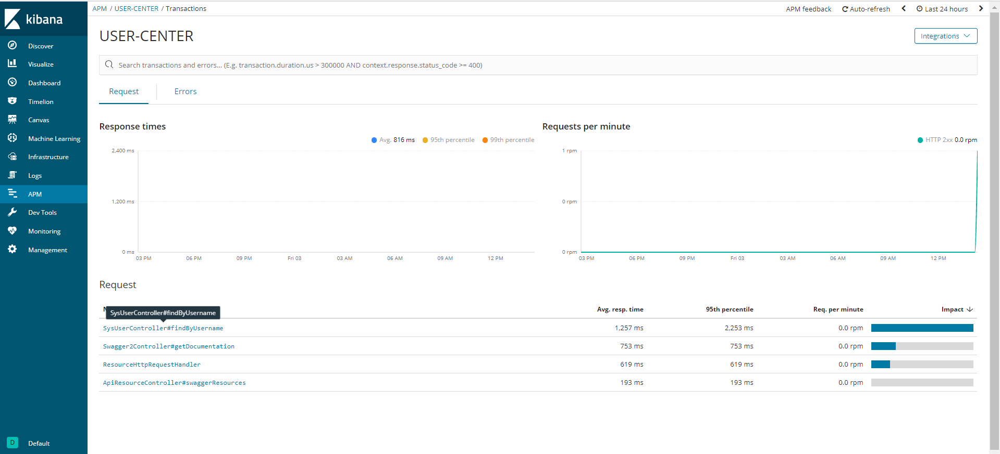 APM / USER-CENTER / Transactions
APM feedback Auto-refresh Last 24 hours
kibana
Discover
Visualize
Dashboard
Timelion
Canvas
Machine Learning
Infrastructure
Logs
APM
Dev Tools
Monitoring
Management
D Default
USER-CENTER
Integrations
Search transactions and errors... (E.g. transaction.duration.us > 300000 AND context.response.status_code >= 400)
Request Errors
Response times
Avg. 816 ms 95th percentile 99th percentile
2,400 ms
1,200 ms
0 ms
03 PM 06 PM 09 PM Fri 03 03 AM 06 AM 09 AM 12 PM
Requests per minute
HTTP 2xx 0.0 rpm
1 rpm
0 rpm
0 rpm
03 PM 06 PM 09 PM Fri 03 03 AM 06 AM 09 AM 12 PM
Request
Avg. resp. time 95th percentile Req. per minute Impact
SysUserController#findByUsername
SysUserController#findByUsername 1,257 ms 2,253 ms 0.0 rpm
Swagger2Controller#getDocumentation 753 ms 753 ms 0.0 rpm
ResourceHttpRequestHandler 619 ms 619 ms 0.0 rpm
ApiResourceController#swaggerResources 193 ms 193 ms 0.0 rpm